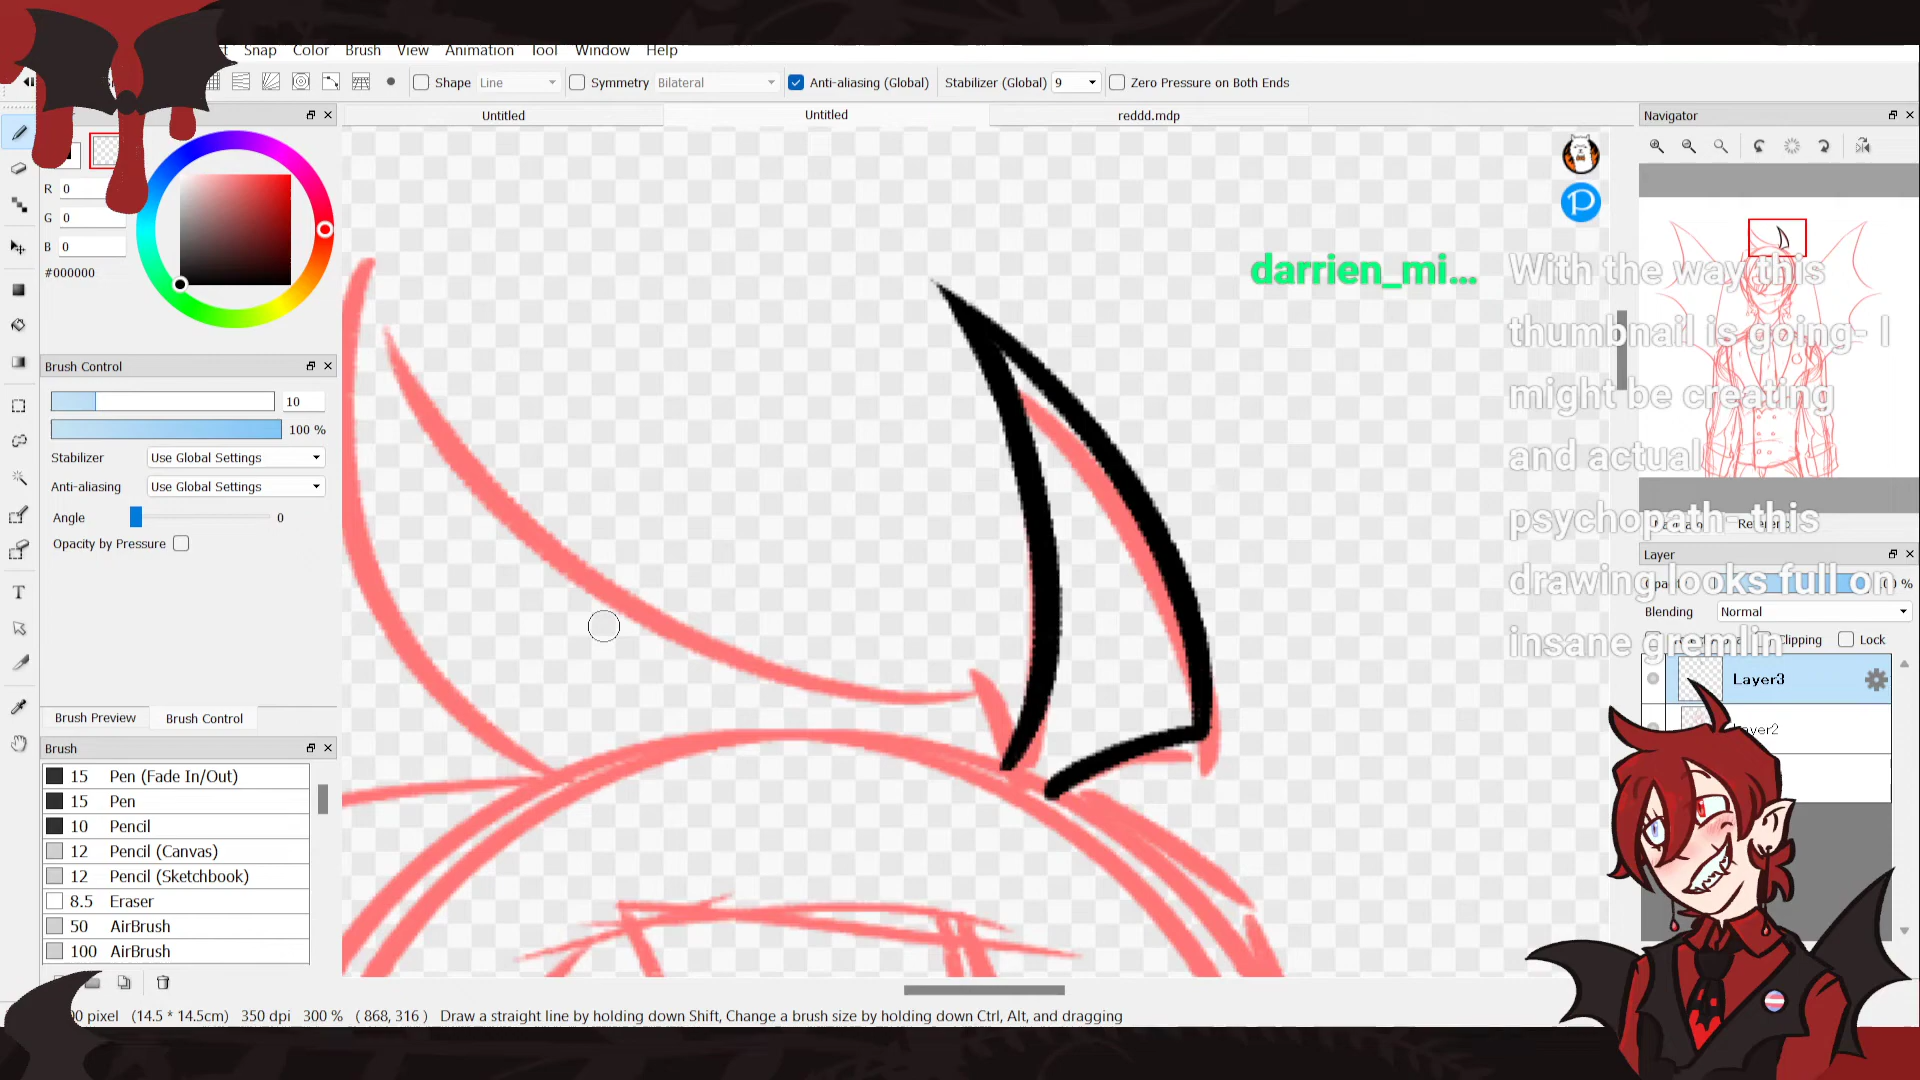 Snap Color Brush View Animation Tool Window Help
Shape Line Symmetry Bilateral Anti-aliasing (Global) Stabilizer (Global) 9 Zero Pressure on Both Ends
Untitled Untitled reddd.mdp
Navigator
R 0
G 0
B 0
#000000
darrien_mi... With the way this
thumbnail is going- I
might be creating
and actual
psychopath- this
drawing looks full on
insane gremlin
Brush Control
10
100 %
Stabilizer Use Global Settings
Anti-aliasing Use Global Settings
Angle 0
Opacity by Pressure
Brush Preview Brush Control
Brush
15 Pen (Fade In/Out)
15 Pen
10 Pencil
12 Pencil (Canvas)
12 Pencil (Sketchbook)
8.5 Eraser
50 AirBrush
100 AirBrush
Layer
Blending Normal
Clipping Lock
Layer3
pixel (14.5 * 14.5cm) 350 dpi 300 % ( 868, 316 ) Draw a straight line by holding down Shift, Change a brush size by holding down Ctrl, Alt, and dragging